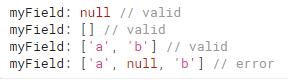 myField: null // valid
myField: [] // valid
myField: ['a', 'b'] // valid
myField: ['a', null, 'b'] // error